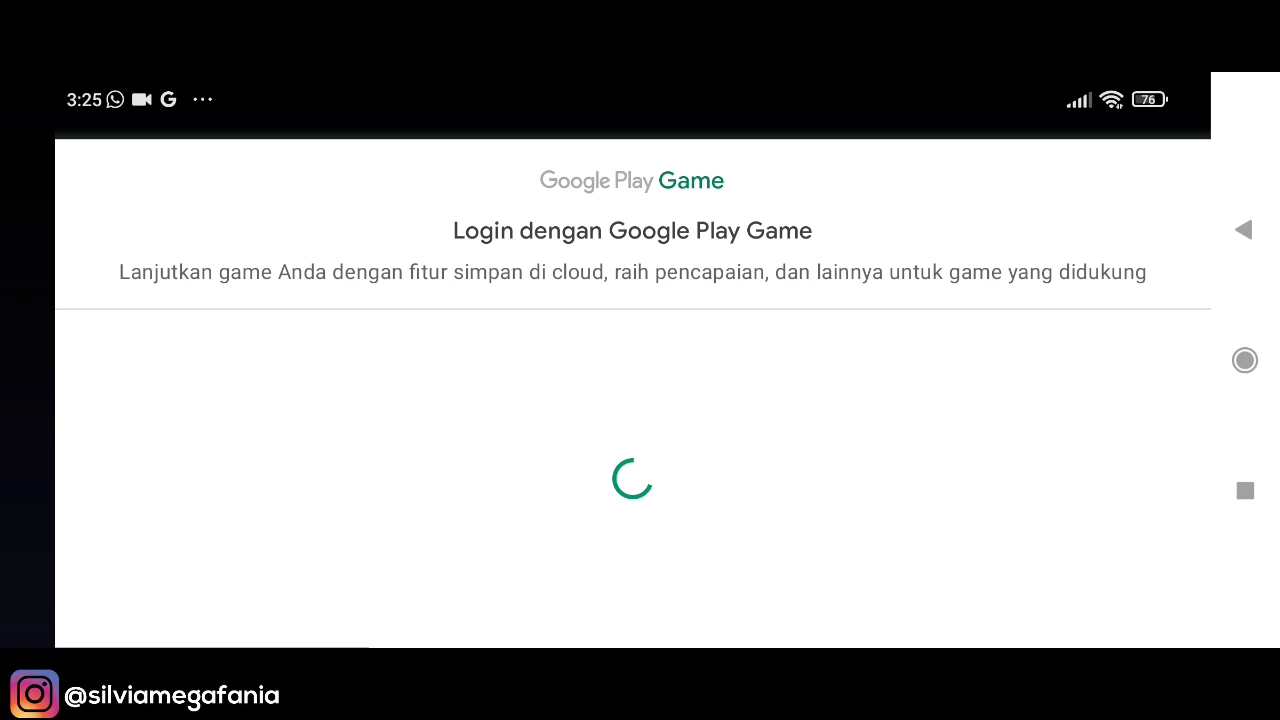 3:25
76
Google Play Game
Login dengan Google Play Game
Lanjutkan game Anda dengan fitur simpan di cloud, raih pencapaian, dan lainnya untuk game yang didukung
@silviamegafania